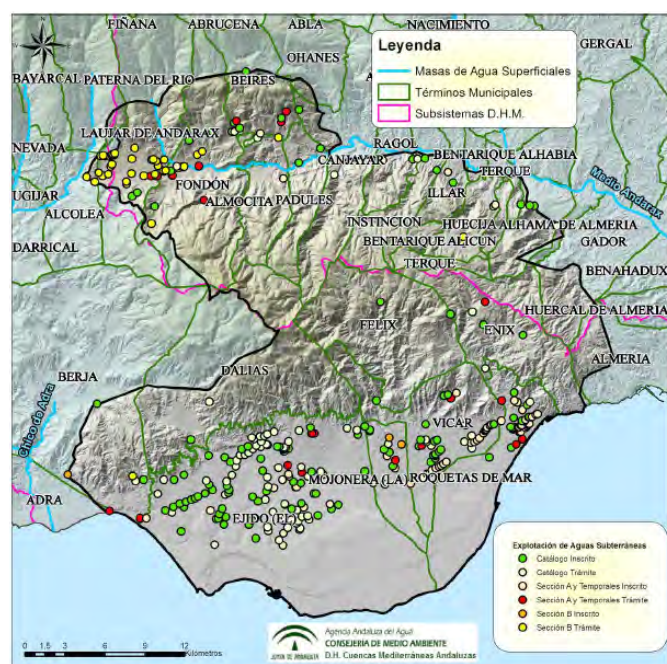 FIÑANA
ABRUCENA
ABLA
NACIMIENTO
GERGAL
OHANES
BAYARCAL
PATERNA DEL RIO
BEIRES
Leyenda
Masas de Agua Superficiales
Términos Municipales
Subsistemas D.H.M.
NEVADA
LAUJAR DE ANDARAX
RAGOL
CANJAYAR
BENTARIQUE
ALHABIA
TERQUE
Medio Andarax
UGIJAR
FONDÓN
ILLAR
ALCOLEA
ALMOCITA
PADULES
INSTINCION
HUECIJA
ALHAMA DE ALMERIA
DARRICAL
BENTARIQUE
ALICUN
GADOR
TERQUE
BENAHADUX
FELIX
ENIX
HUERCAL DE ALMERIA
ALMERIA
DALIAS
BERJA
Chico de Adra
VICAR
ADRA
MOJONERA (LA)
ROQUETAS DE MAR
EJIDO (EL)
Explotación de Aguas Subterráneas
Catálogo Inscrito
Catálogo Trámite
Sección A y Temporales Inscrito
Sección A y Temporales Trámite
Sección B Inscrito
Sección B Trámite
0 1.5 3 6 9 12
Kilómetros
JUNTA DE ANDALUCIA
Agencia Andaluza del Agua
CONSEJERÍA DE MEDIO AMBIENTE
D.H. Cuencas Mediterráneas Andaluzas